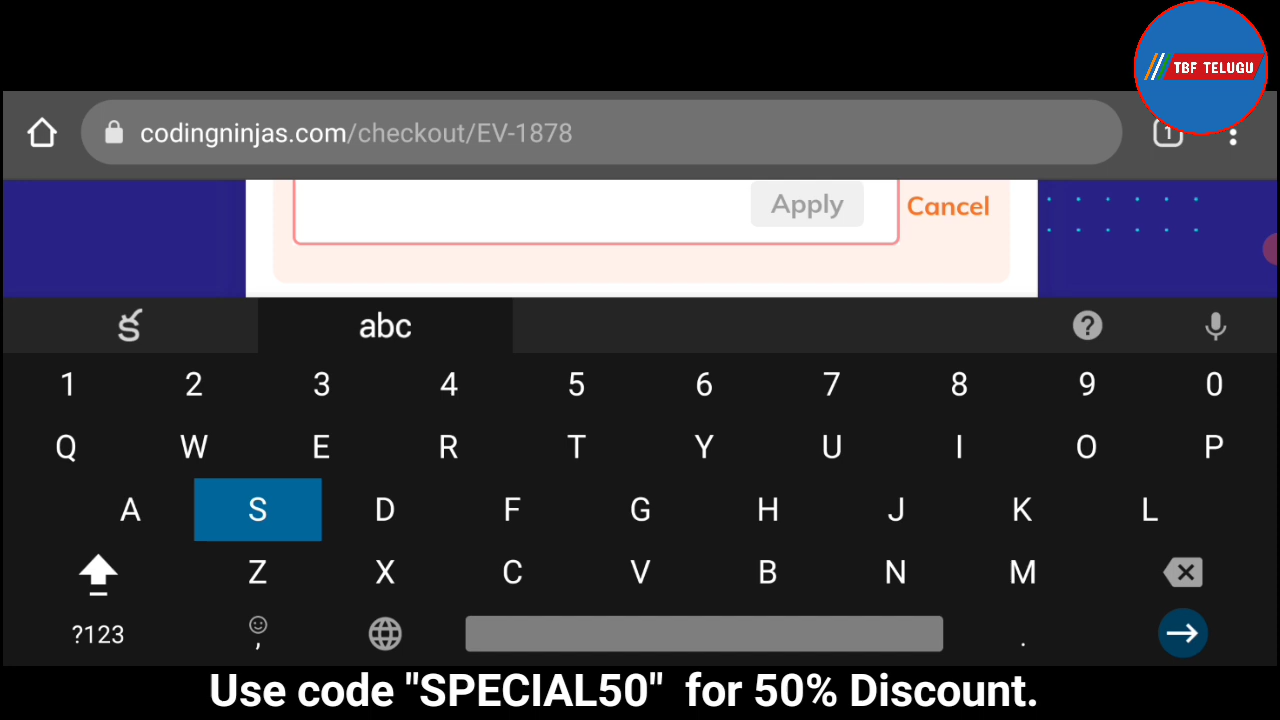 TBF TELUGU
codingninjas.com/checkout/EV-1878
1
Apply
Cancel
క
abc
?
1 2 3 4 5 6 7 8 9 0
Q W E R T Y U I O P
A S D F G H J K L
Z X C V B N M
?123 , .
Use code "SPECIAL50" for 50% Discount.